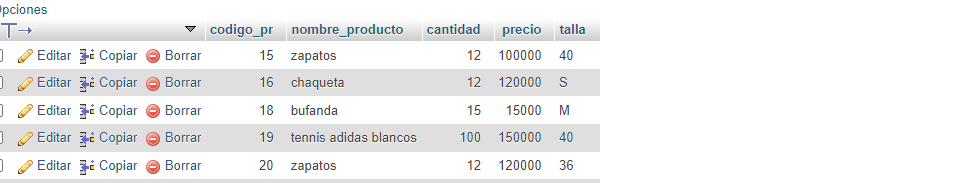 Opciones
codigo_pr nombre_producto cantidad precio talla
Editar Copiar Borrar 15 zapatos 12 100000 40
Editar Copiar Borrar 16 chaqueta 12 120000 S
Editar Copiar Borrar 18 bufanda 15 15000 M
Editar Copiar Borrar 19 tennis adidas blancos 100 150000 40
Editar Copiar Borrar 20 zapatos 12 120000 36